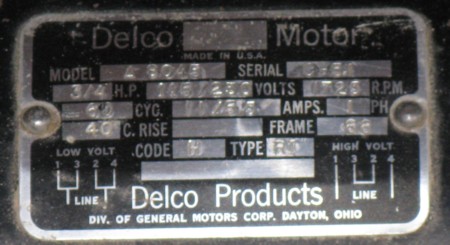 Delco Motor
MADE IN U.S.A.
MODEL SERIAL
3/4 H.P. 115/230 VOLTS 1725 R.P.M.
60 CYC. AMPS. 1 PH
40 C. RISE FRAME 66
CODE TYPE
LOW VOLT HIGH VOLT
1 3 2 4 1 3 2 4
LINE LINE
Delco Products
DIV. OF GENERAL MOTORS CORP. DAYTON, OHIO